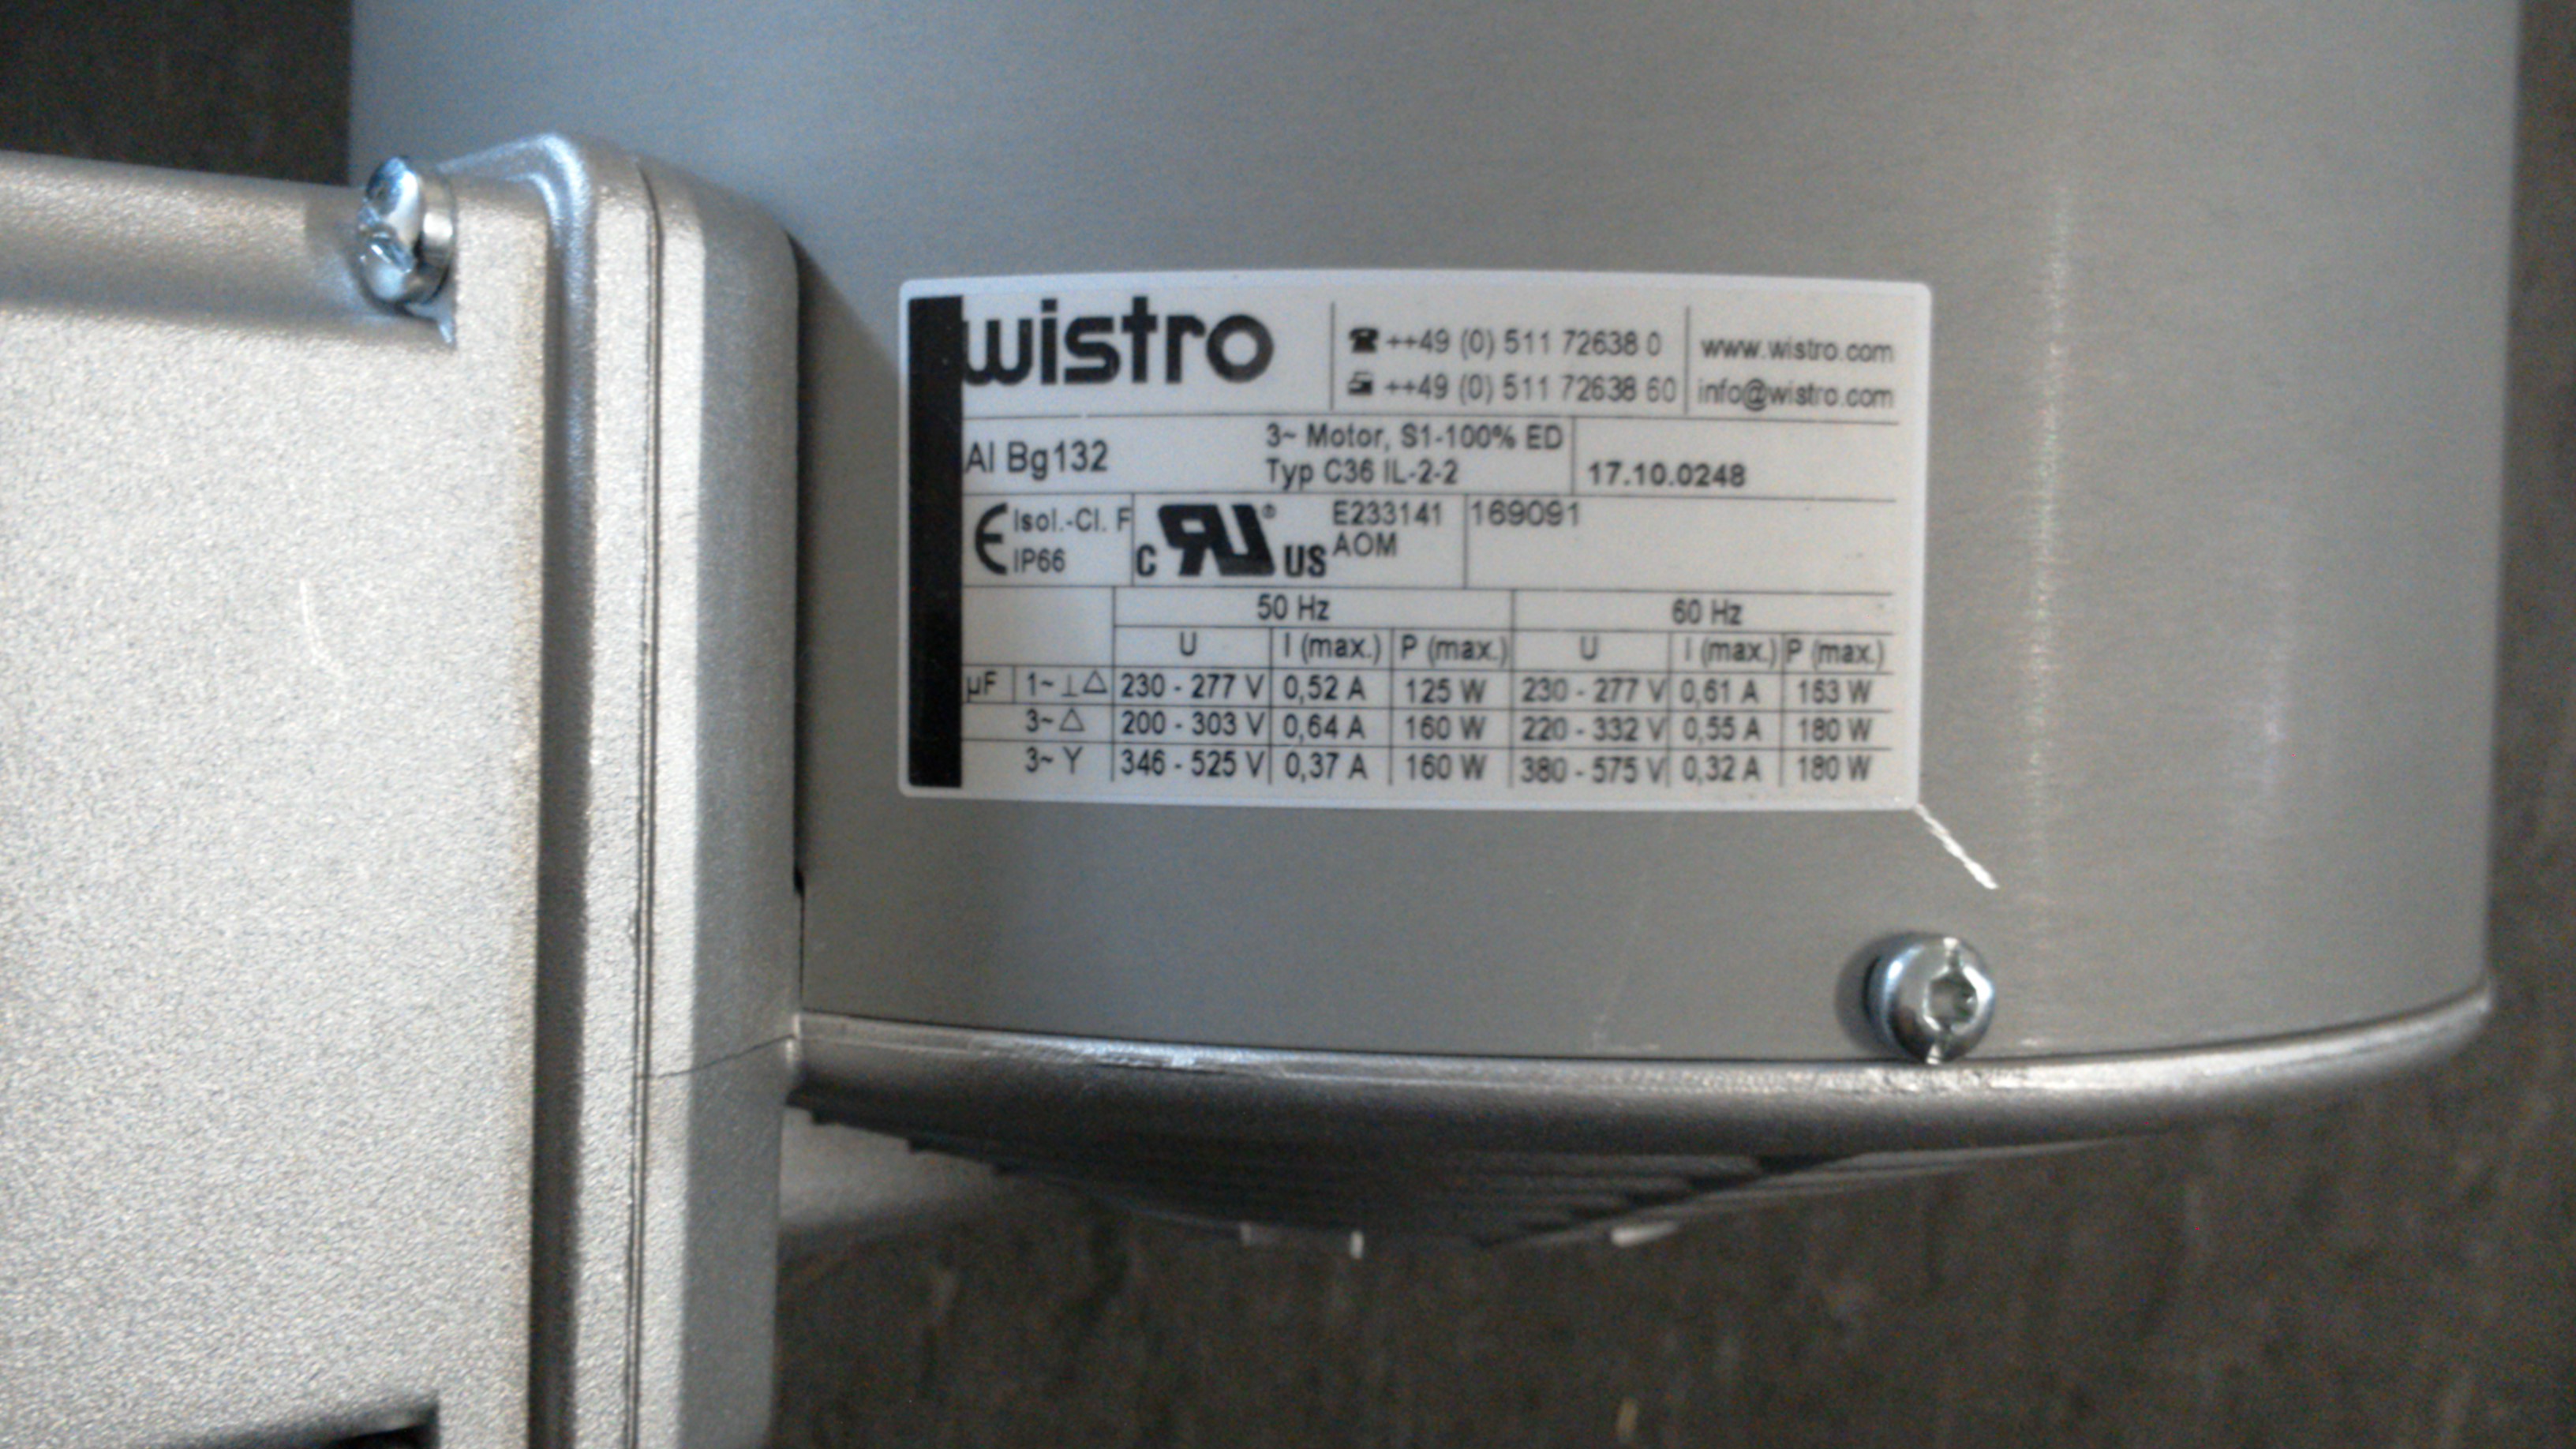 wistro
☎ ++49 (0) 511 72638 0
++49 (0) 511 72638 60
www.wistro.com
info@wistro.com
AI Bg132
3~ Motor, S1-100% ED
Typ C36 IL-2-2
17.10.0248
CE Isol.-Cl. F
IP66
C RU ® US
E233141
AOM
169091
50 Hz 60 Hz
U I (max.) P (max.) U I (max.) P (max.)
µF 1~ ⊥△ 230 - 277 V 0,52 A 125 W 230 - 277 V 0,61 A 153 W
3~ △ 200 - 303 V 0,64 A 160 W 220 - 332 V 0,55 A 180 W
3~ Y 346 - 525 V 0,37 A 160 W 380 - 575 V 0,32 A 180 W